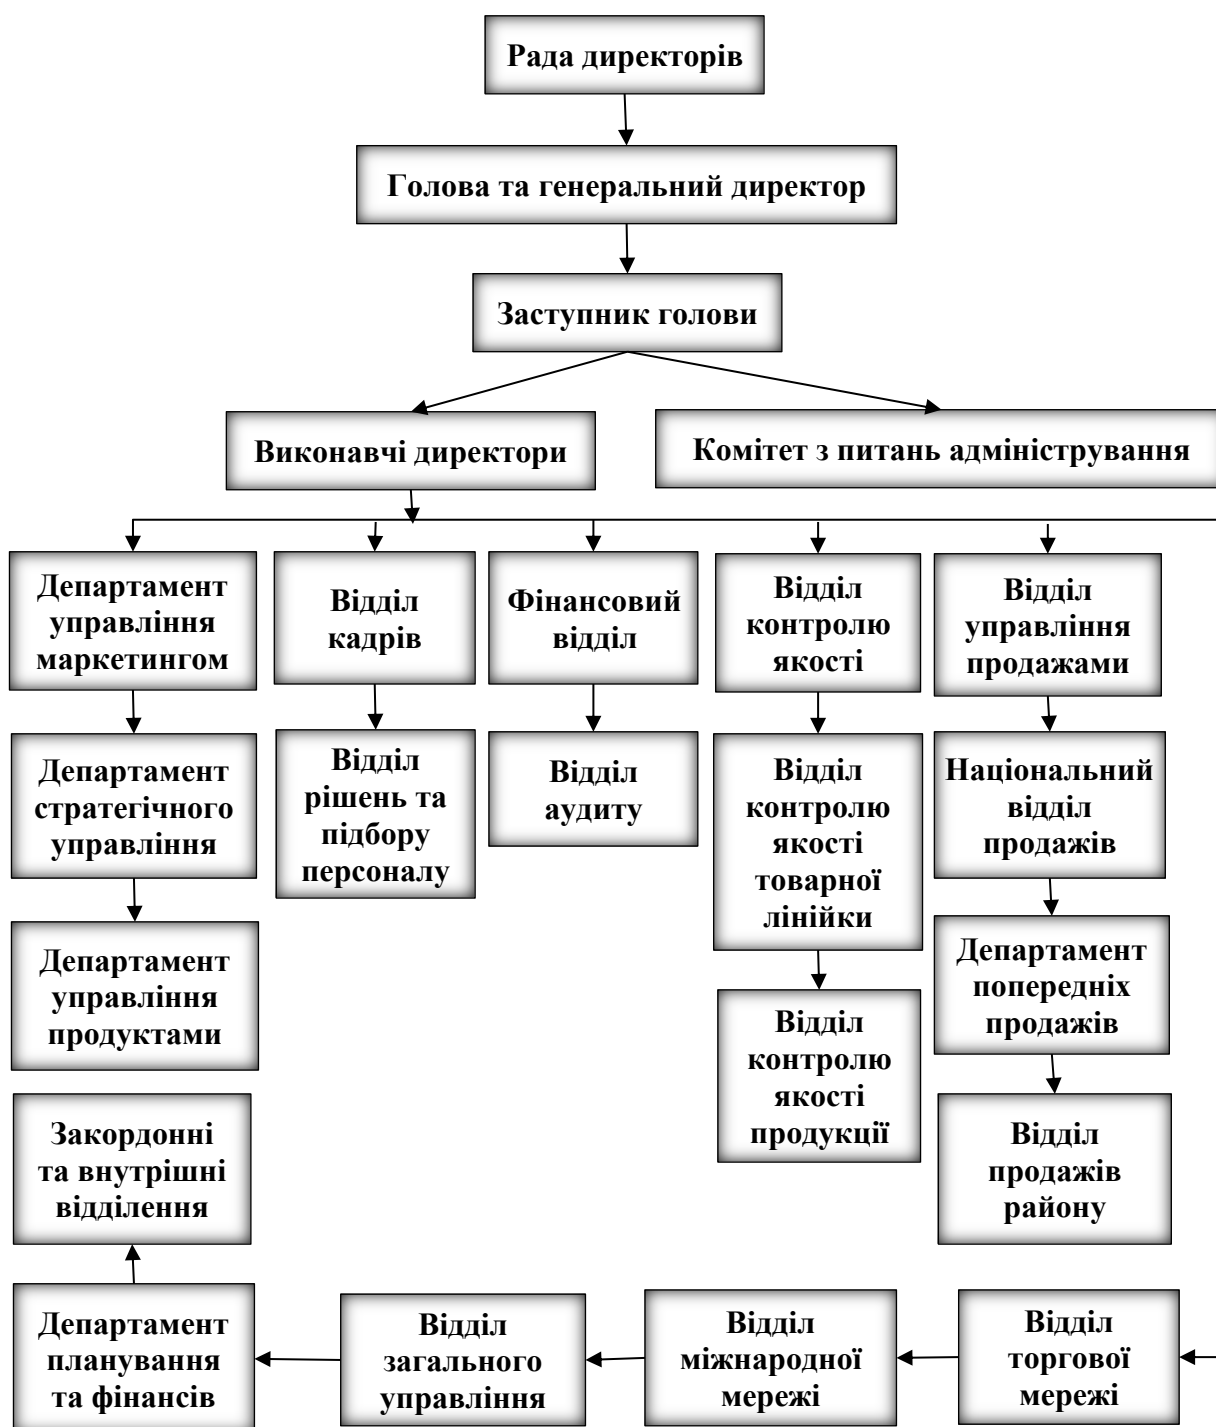 Рада директорів
Голова та генеральний директор
Заступник голови
Виконавчі директори
Комітет з питань адміністрування
Департамент
управління
маркетингом
Відділ
кадрів
Фінансовий
відділ
Відділ
контролю
якості
Відділ
управління
продажами
Департамент
стратегічного
управління
Відділ
рішень та
підбору
персоналу
Відділ
аудиту
Відділ
контролю
якості
товарної
лінійки
Національний
відділ
продажів
Департамент
управління
продуктами
Відділ
контролю
якості
продукції
Департамент
попередніх
продажів
Закордонні
та внутрішні
відділення
Відділ
продажів
району
Департамент
планування
та фінансів
Відділ
загального
управління
Відділ
міжнародної
мережі
Відділ
торгової
мережі